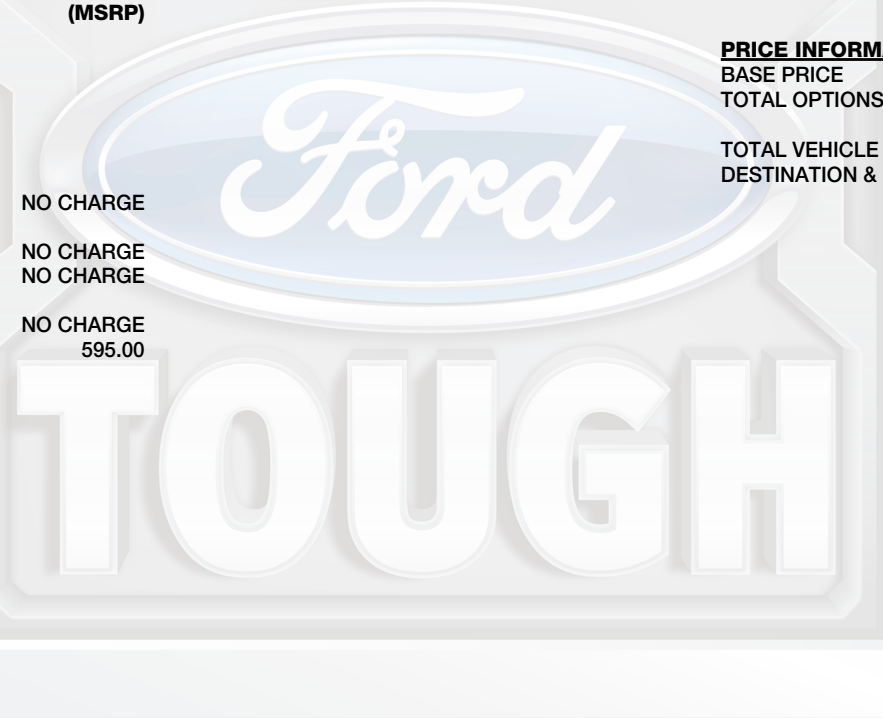 (MSRP)
NO CHARGE
NO CHARGE
NO CHARGE
NO CHARGE
595.00
PRICE INFORM
BASE PRICE
TOTAL OPTIONS
TOTAL VEHICLE
DESTINATION &
Ford
TOUGH